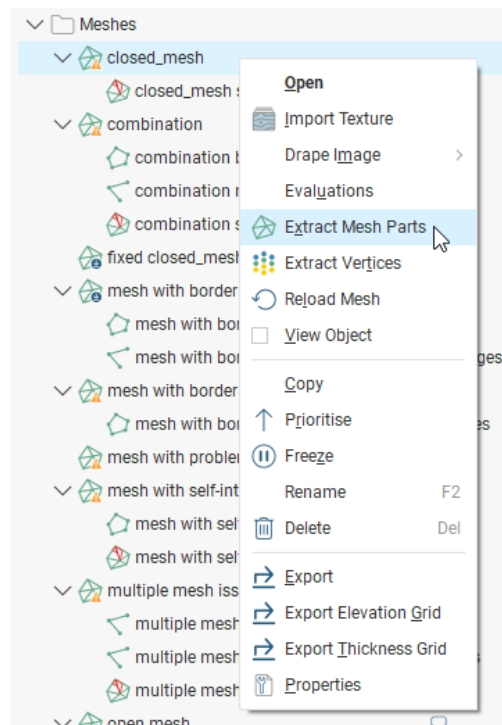 Meshes
closed_mesh
closed_mesh s
combination
combination b
combination
combination s
fixed closed_mesh
mesh with border
mesh with bor
mesh with bor
ges
mesh with border
mesh with bor
es
mesh with proble
mesh with self-int
mesh with sel
mesh with sel
multiple mesh iss
multiple mesh
multiple mesh
s
multiple mesh
open mesh
Open
Import Texture
Drape Image
Evaluations
Extract Mesh Parts
Extract Vertices
Reload Mesh
View Object
Copy
Prioritise
Freeze
Rename F2
Delete Del
Export
Export Elevation Grid
Export Thickness Grid
Properties